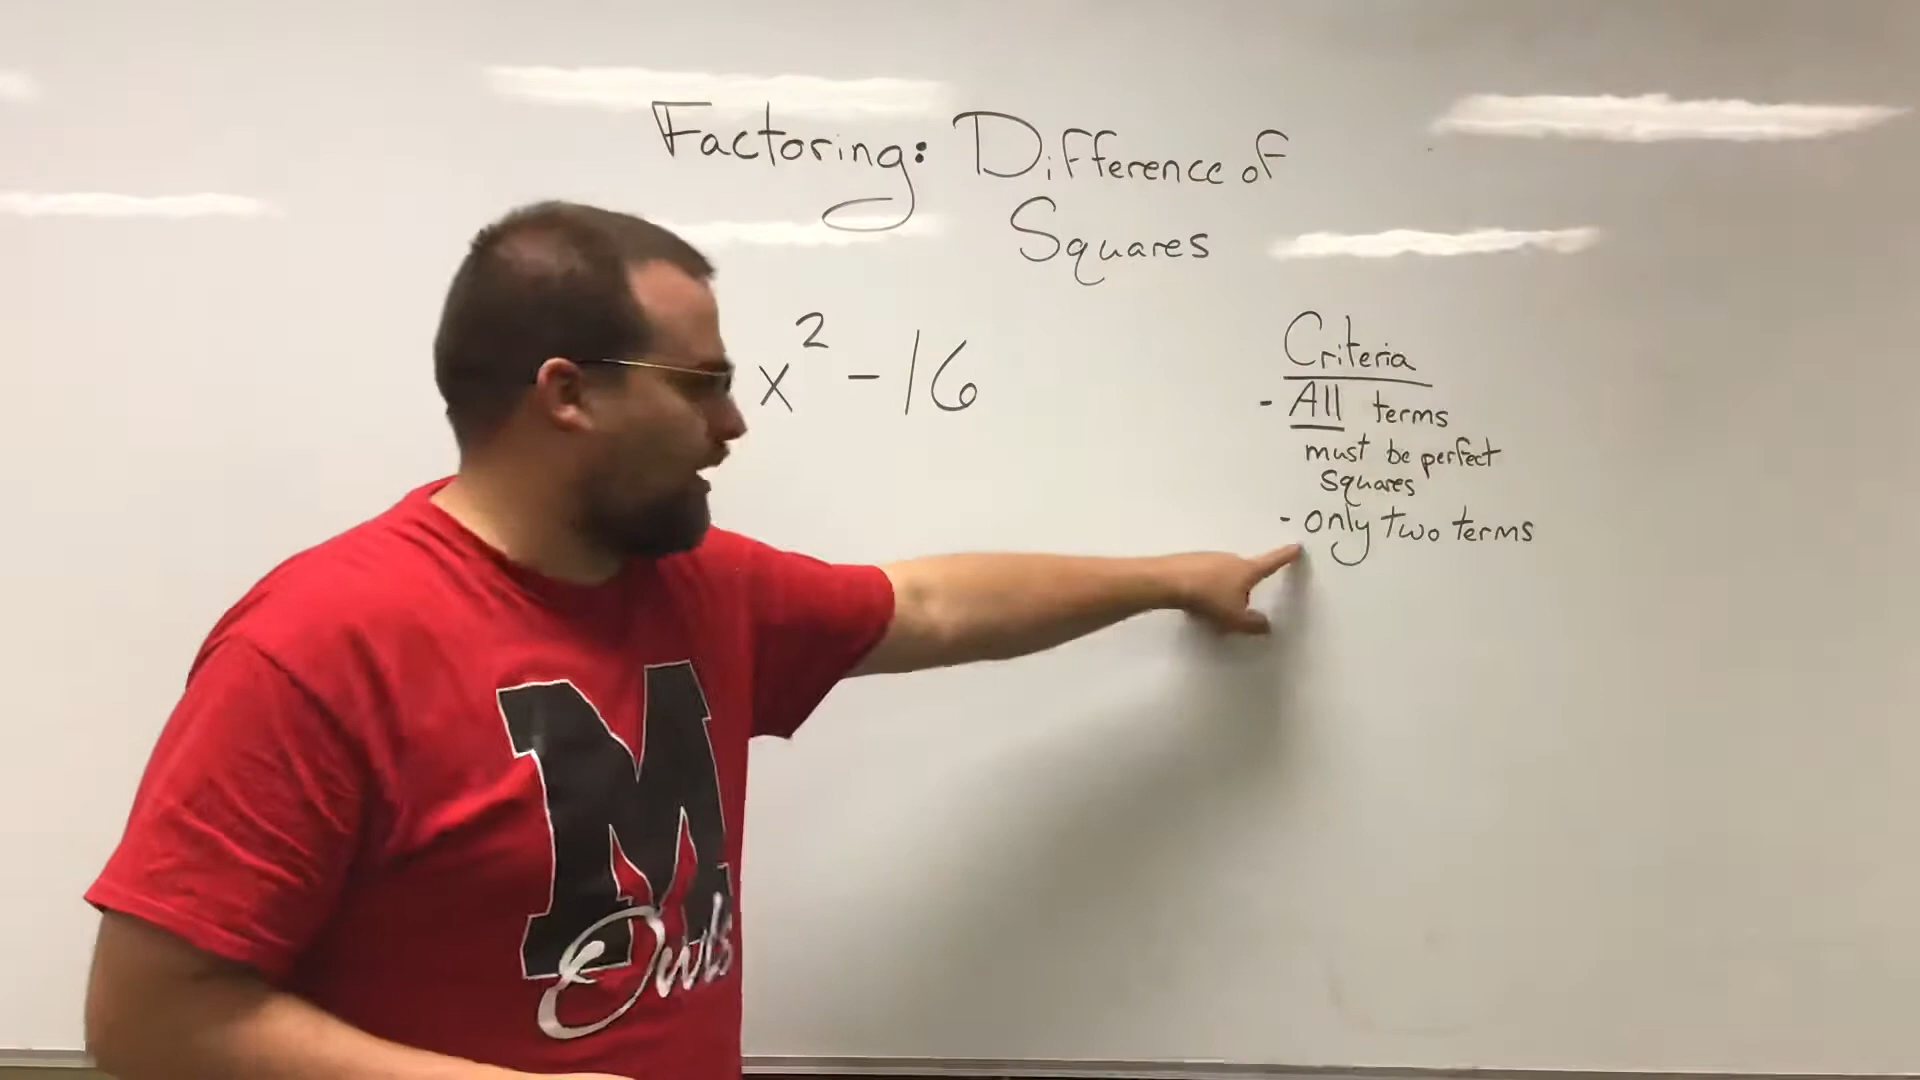 Factoring: Difference of
Squares
x² - 16
Criteria
- All terms
must be perfect
squares
- only two terms
M
Owls